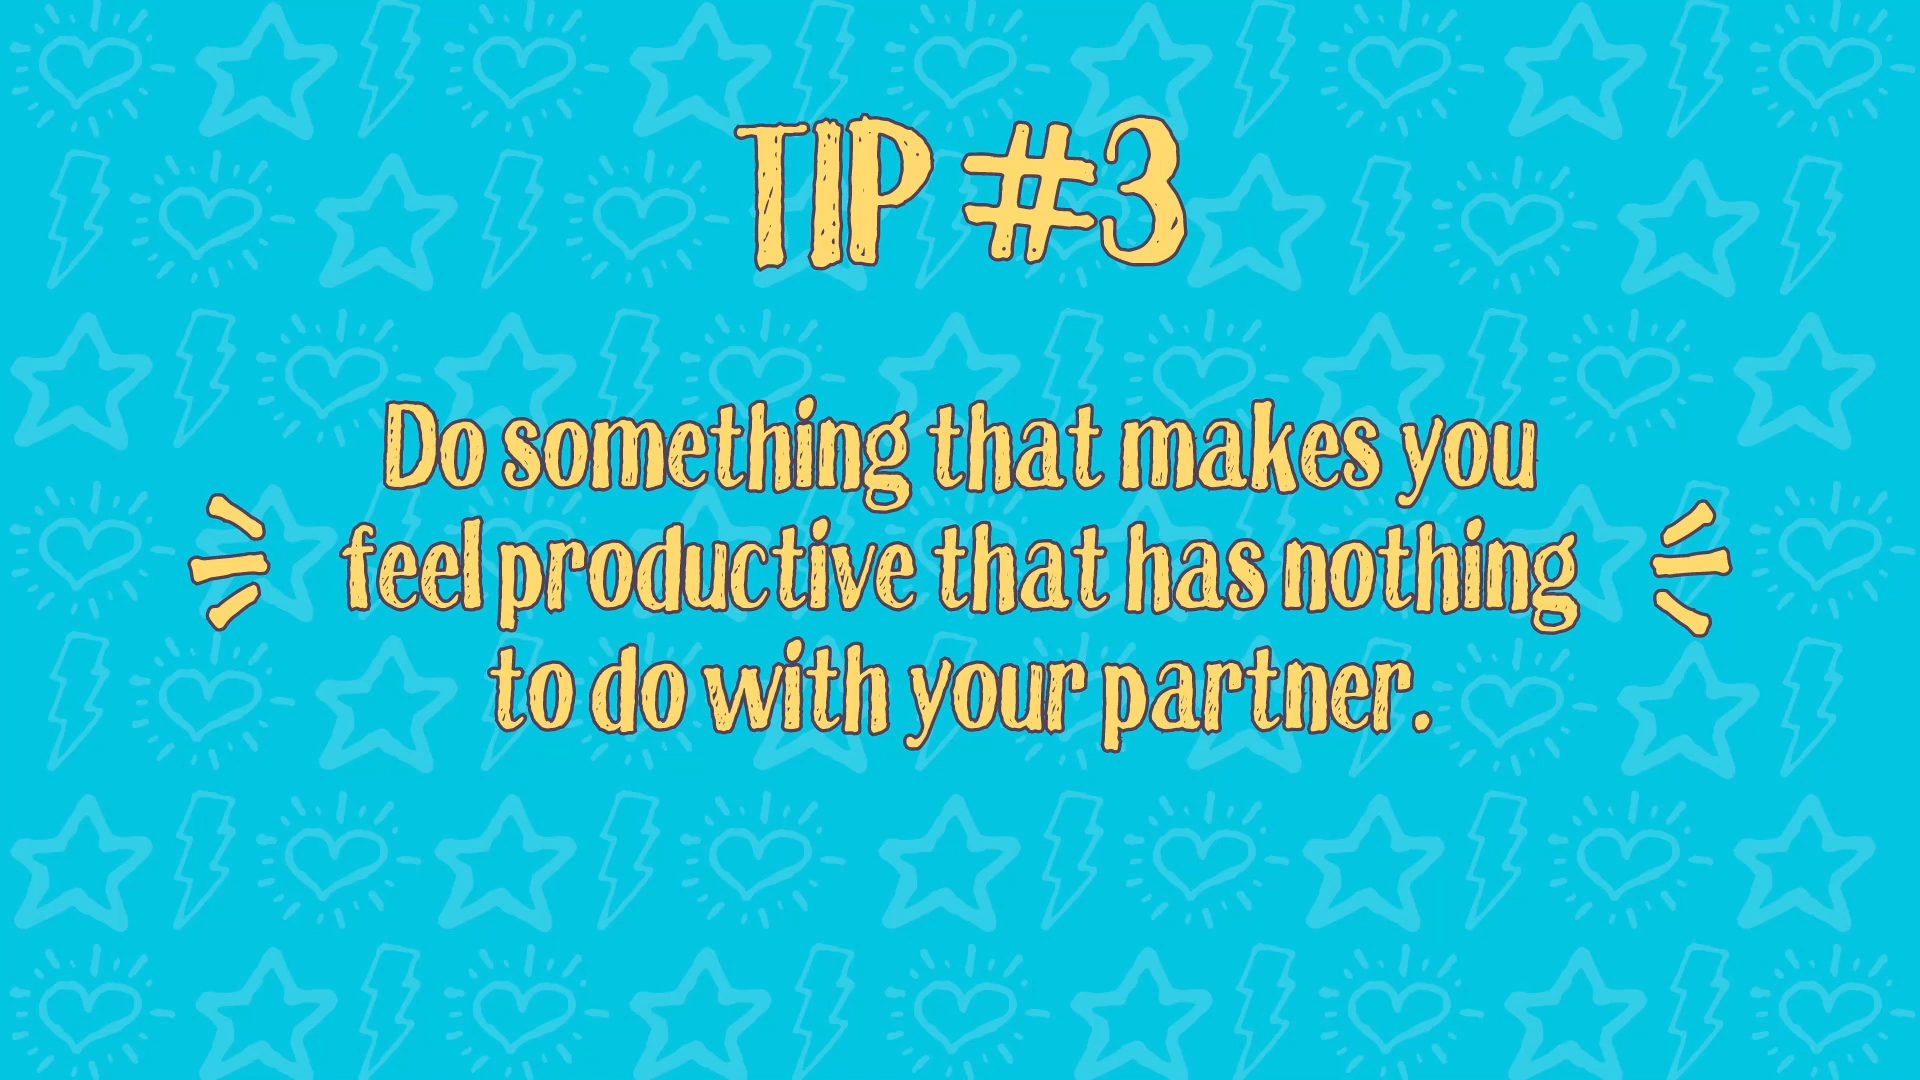 TIP #3
Do something that makes you
feel productive that has nothing
to do with your partner.